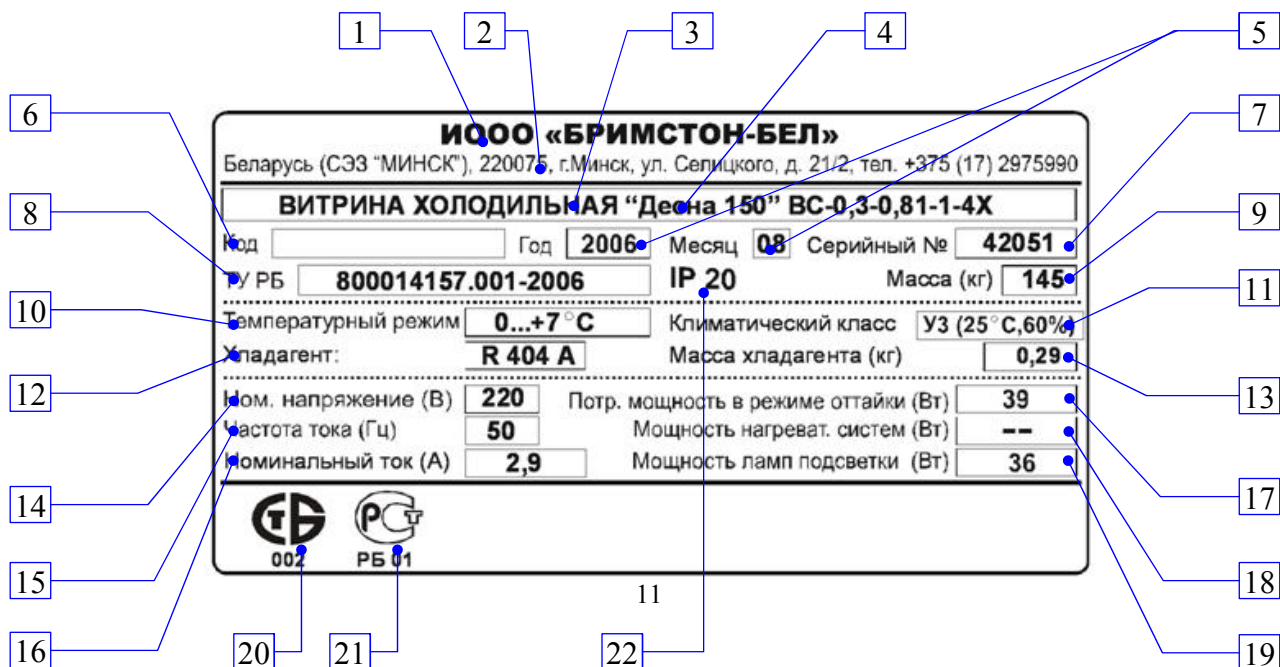 1 2 3 4 5
6 7
8 9
10 11
12 13
14 17
15 18
16 20 21 22 19
ИООО «БРИМСТОН-БЕЛ»
Беларусь (СЭЗ "МИНСК"), 220075, г.Минск, ул. Селицкого, д. 21/2, тел. +375 (17) 2975990
ВИТРИНА ХОЛОДИЛЬНАЯ “Десна 150” ВС-0,3-0,81-1-4Х
Код Год 2006 Месяц 08 Серийный № 42051
ТУ РБ 800014157.001-2006 IP 20 Масса (кг) 145
Температурный режим 0...+7°С Климатический класс У3 (25°С,60%)
Хладагент: R 404 A Масса хладагента (кг) 0,29
Ном. напряжение (В) 220 Потр. мощность в режиме оттайки (Вт) 39
Частота тока (Гц) 50 Мощность нагреват. систем (Вт) --
Номинальный ток (А) 2,9 Мощность ламп подсветки (Вт) 36
СТБ РСТ
002 РБ 01
11